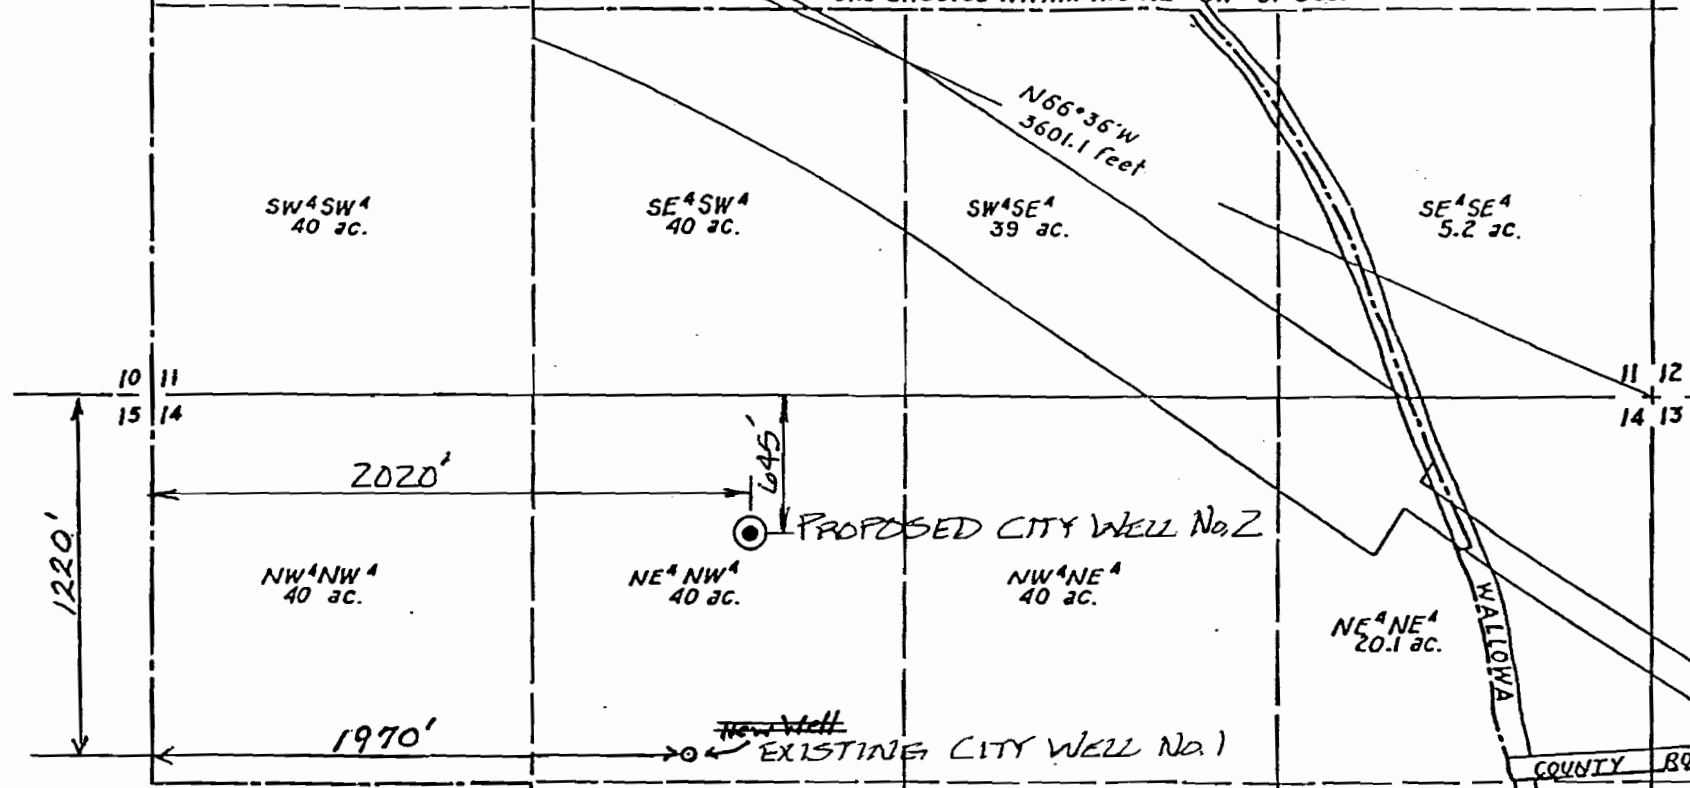 N66°36'W
3601.1 feet
SW⁴SW⁴
40 ac.
SE⁴SW⁴
40 ac.
SW⁴SE⁴
39 ac.
SE⁴SE⁴
5.2 ac.
10 11
15 14
11 12
14 13
2020'
645'
PROPOSED CITY WELL No. 2
1220'
NW⁴NW⁴
40 ac.
NE⁴NW⁴
40 ac.
NW⁴NE⁴
40 ac.
NE⁴NE⁴
20.1 ac.
WALLOWA
New Well
1970'
EXISTING CITY WELL No. 1
COUNTY